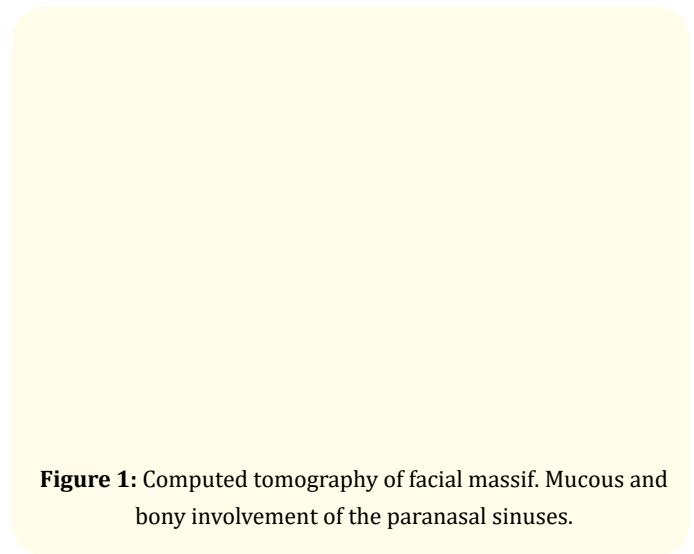 Figure 1: Computed tomography of facial massif. Mucous and
bony involvement of the paranasal sinuses.